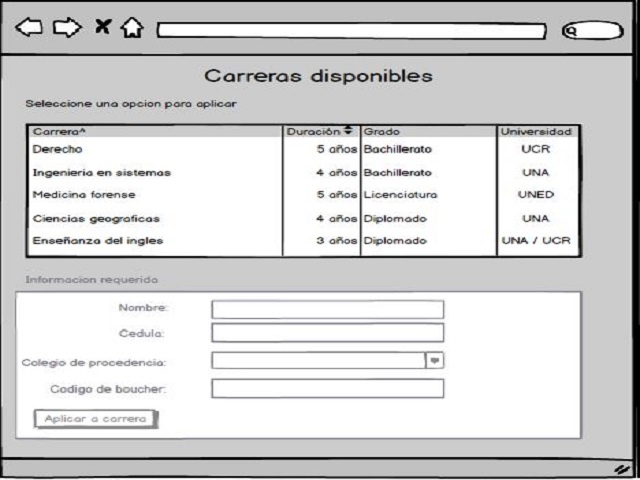 Carreras disponibles
Seleccione una opcion para aplicar
Carrera^ Duración Grado Universidad
Derecho 5 años Bachillerato UCR
Ingenieria en sistemas 4 años Bachillerato UNA
Medicina forense 5 años Licenciatura UNED
Ciencias geograficas 4 años Diplomado UNA
Enseñanza del ingles 3 años Diplomado UNA / UCR
Informacion requerida
Nombre:
Cedula:
Colegio de procedencia:
Codigo de boucher:
Aplicar a carrera